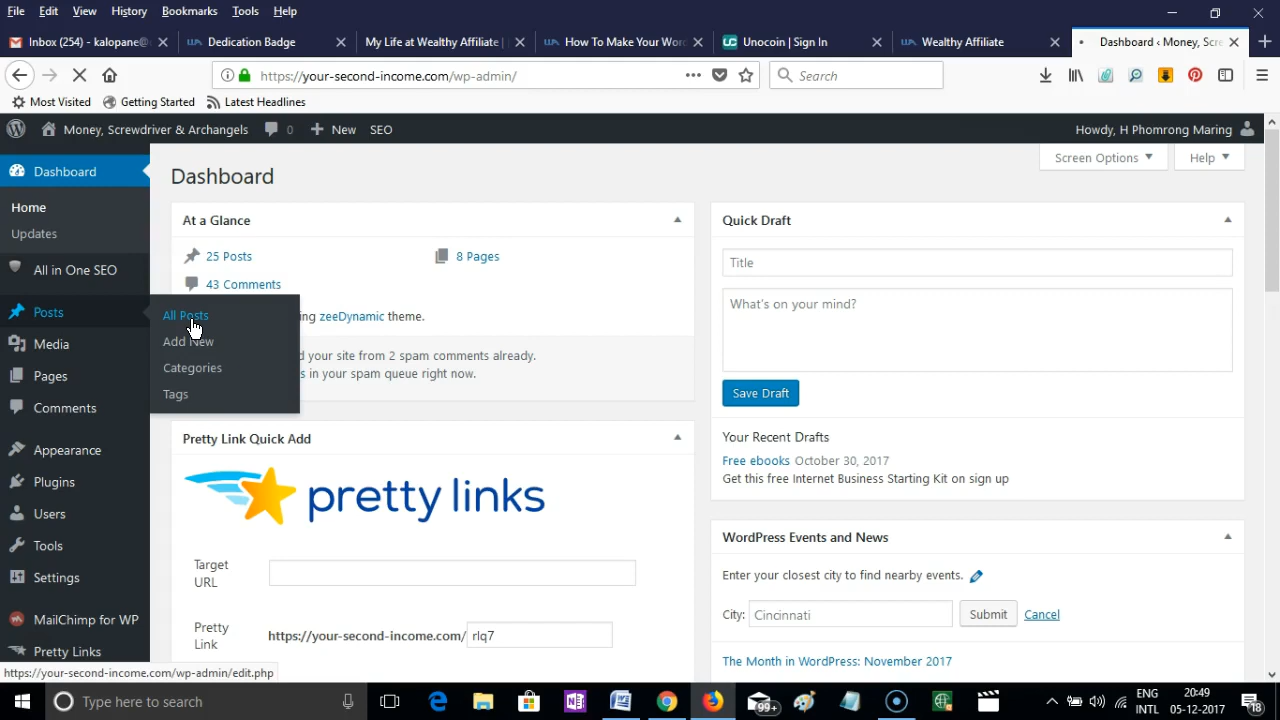 File Edit View History Bookmarks Tools Help
Inbox (254) - kalopane@
Dedication Badge
My Life at Wealthy Affiliate |
How To Make Your Wor
Unocoin | Sign In
Wealthy Affiliate
Dashboard ‹ Money, Scre
https://your-second-income.com/wp-admin/
Search
Most Visited Getting Started Latest Headlines
Money, Screwdriver & Archangels 0 New SEO
Howdy, H Phomrong Maring
Dashboard
Home
Updates
All in One SEO
Posts
Media
Pages
Comments
Appearance
Plugins
Users
Tools
Settings
MailChimp for WP
Pretty Links
All Posts
Add New
Categories
Tags
Screen Options Help
Dashboard
At a Glance
25 Posts 8 Pages
43 Comments
ng zeeDynamic theme.
d your site from 2 spam comments already.
s in your spam queue right now.
Pretty Link Quick Add
pretty links
Target
URL
Pretty
Link
https://your-second-income.com/ rlq7
Quick Draft
Title
What's on your mind?
Save Draft
Your Recent Drafts
Free ebooks October 30, 2017
Get this free Internet Business Starting Kit on sign up
WordPress Events and News
Enter your closest city to find nearby events.
City: Cincinnati Submit Cancel
The Month in WordPress: November 2017
https://your-second-income.com/wp-admin/edit.php
Type here to search
99+
ENG
INTL
20:49
05-12-2017
18